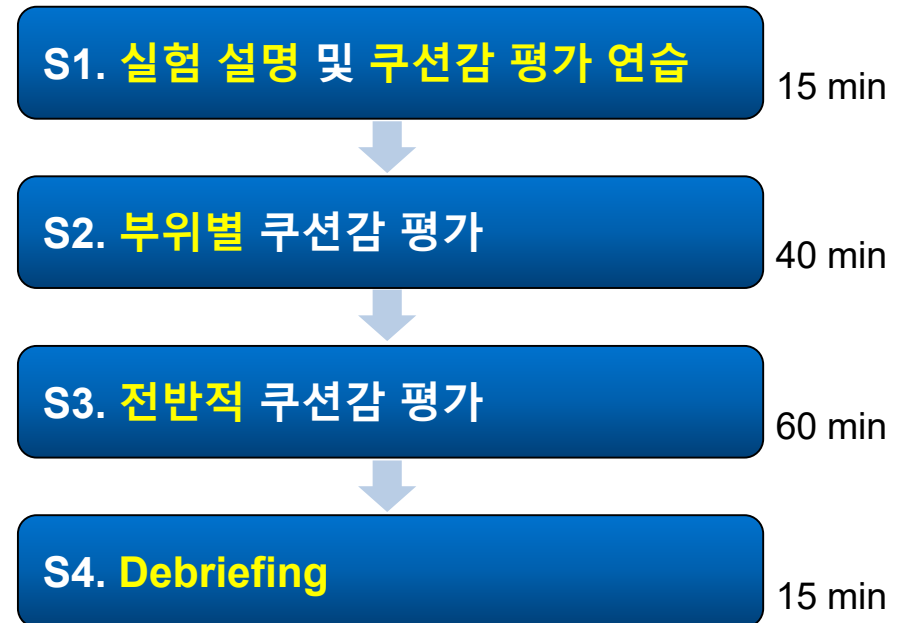 S1. 실험 설명 및 쿠션감 평가 연습
15 min
S2. 부위별 쿠션감 평가
40 min
S3. 전반적 쿠션감 평가
60 min
S4. Debriefing
15 min